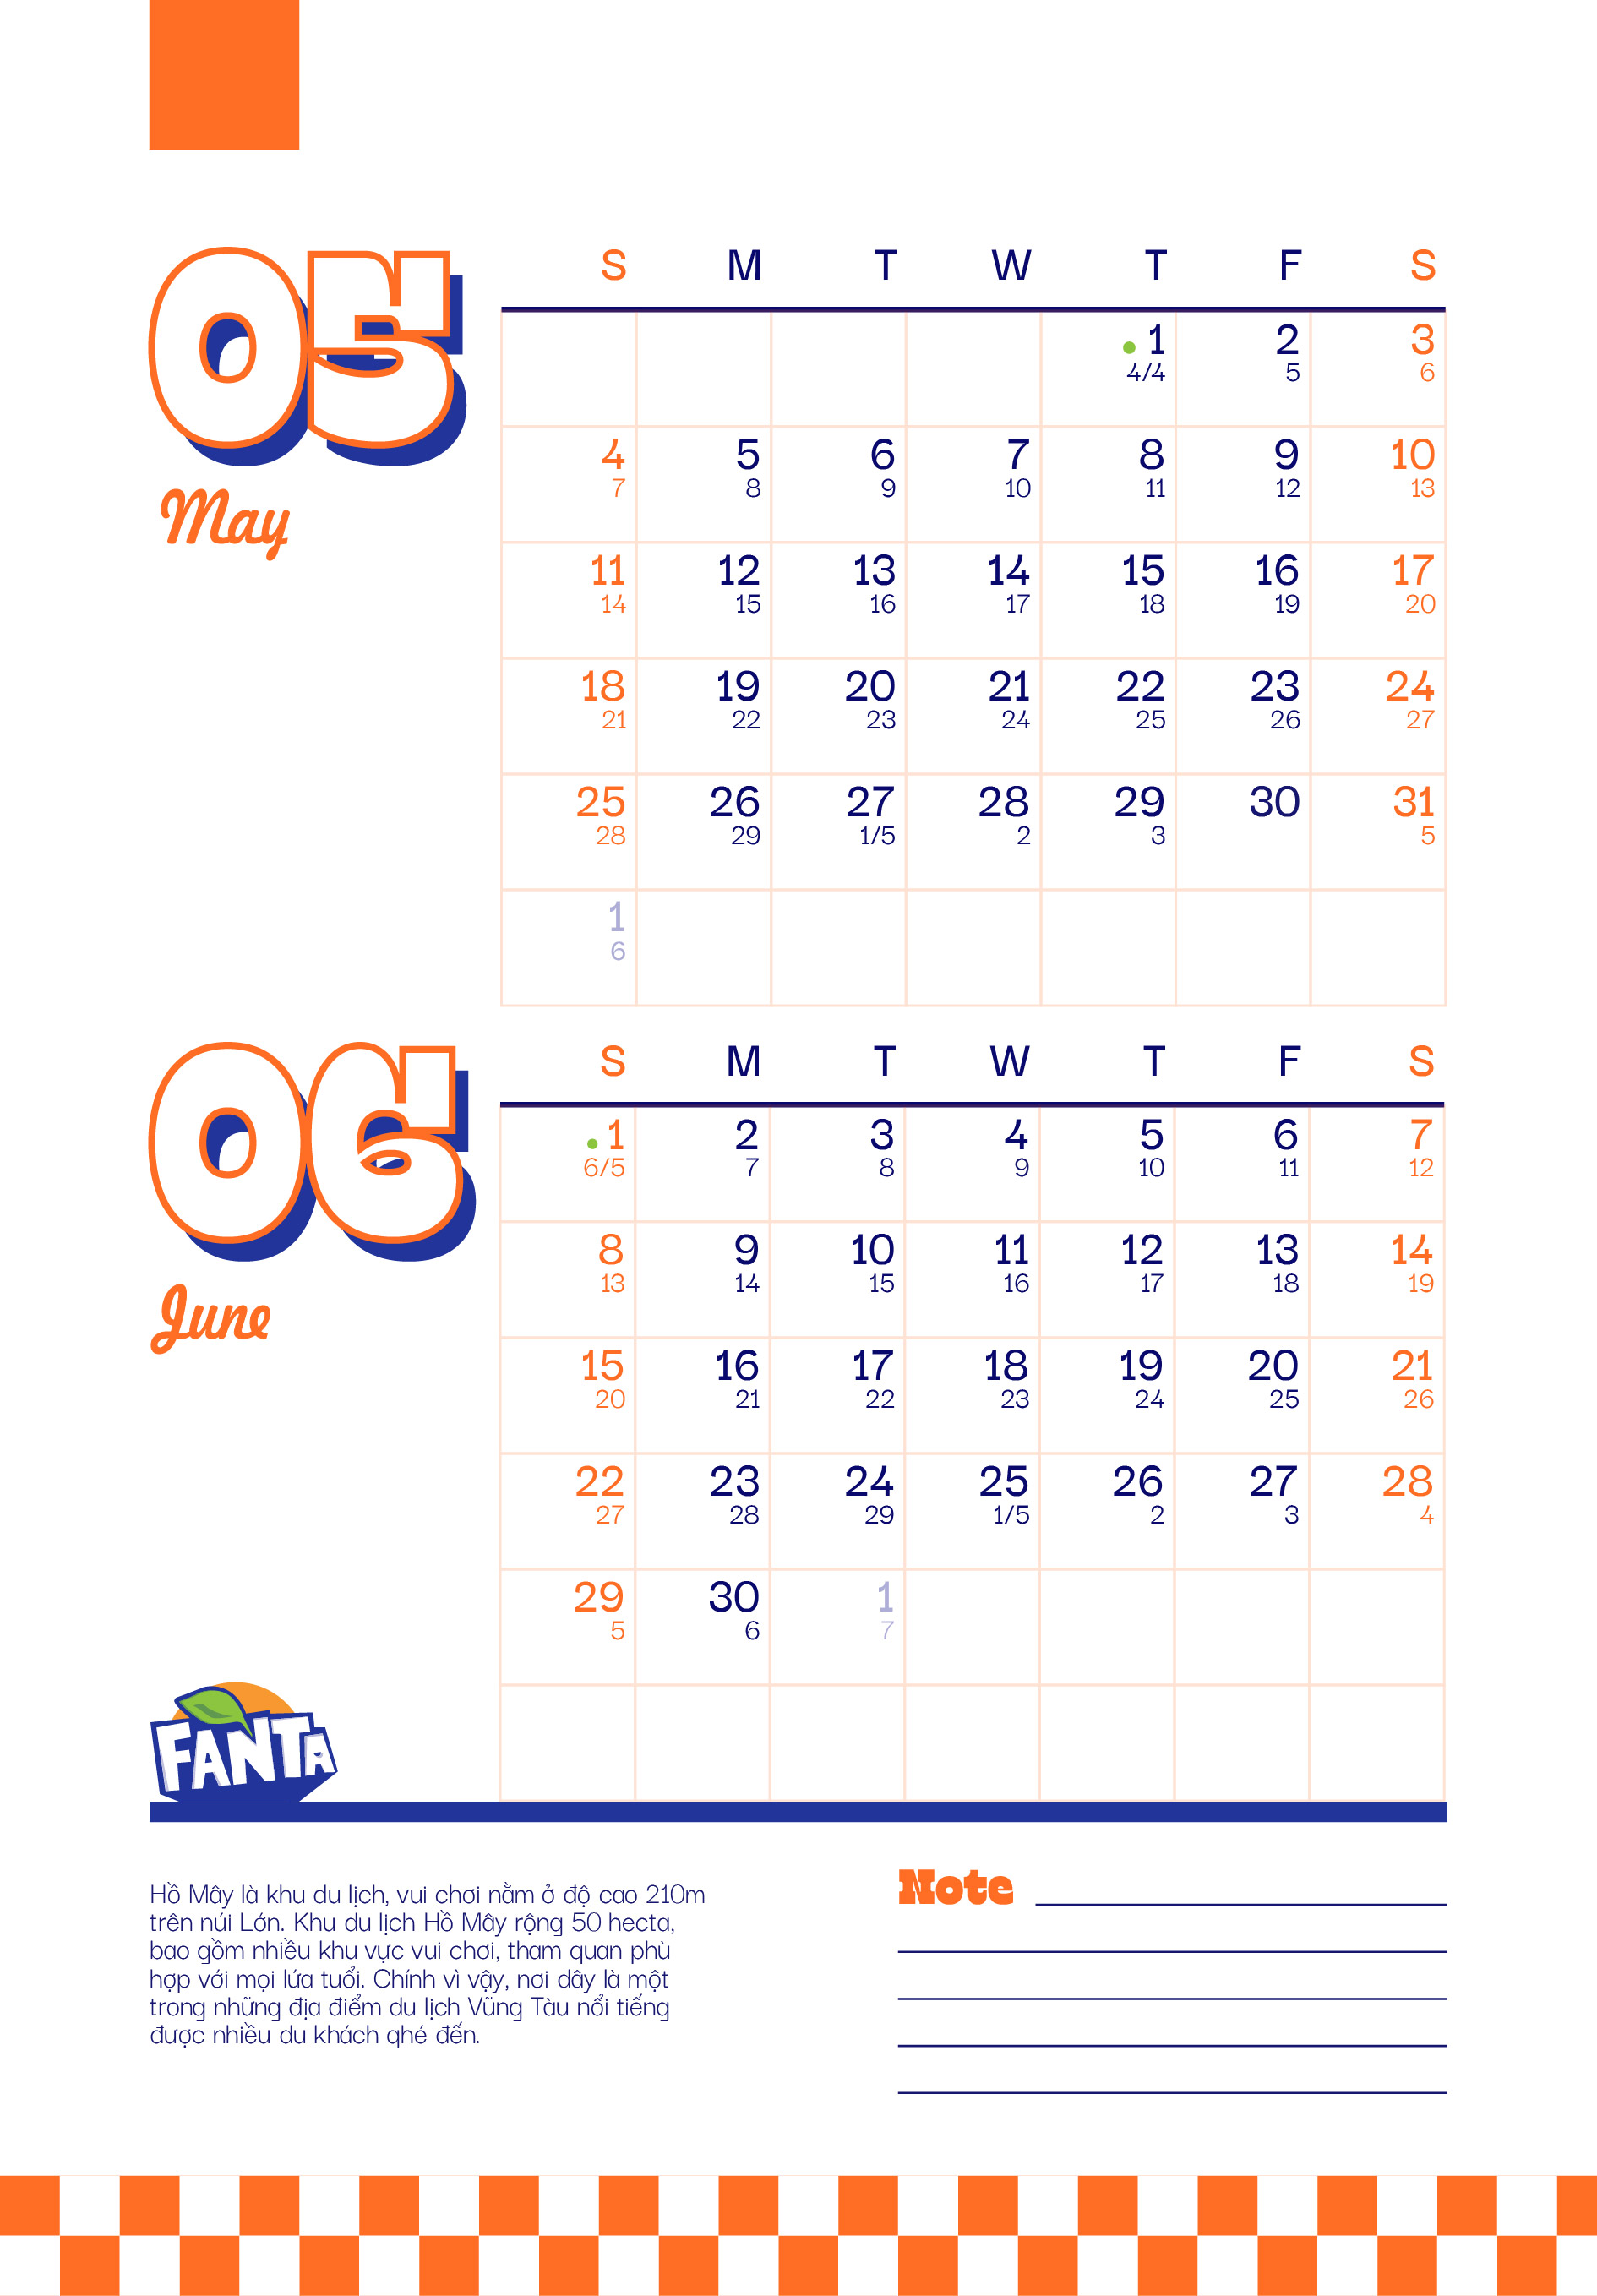 05
May
S M T W T F S
1 2 3
4/4 5 6
4 5 6 7 8 9 10
7 8 9 10 11 12 13
11 12 13 14 15 16 17
14 15 16 17 18 19 20
18 19 20 21 22 23 24
21 22 23 24 25 26 27
25 26 27 28 29 30 31
28 29 1/5 2 3 5
1
6
06
June
S M T W T F S
1 2 3 4 5 6 7
6/5 7 8 9 10 11 12
8 9 10 11 12 13 14
13 14 15 16 17 18 19
15 16 17 18 19 20 21
20 21 22 23 24 25 26
22 23 24 25 26 27 28
27 28 29 1/5 2 3 4
29 30 1
5 6 7
FANTA
Hồ Mây là khu du lịch, vui chơi nằm ở độ cao 210m
trên núi Lớn. Khu du lịch Hồ Mây rộng 50 hecta,
bao gồm nhiều khu vực vui chơi, tham quan phù
hợp với mọi lứa tuổi. Chính vì vậy, nơi đây là một
trong những địa điểm du lịch Vũng Tàu nổi tiếng
được nhiều du khách ghé đến.
Note